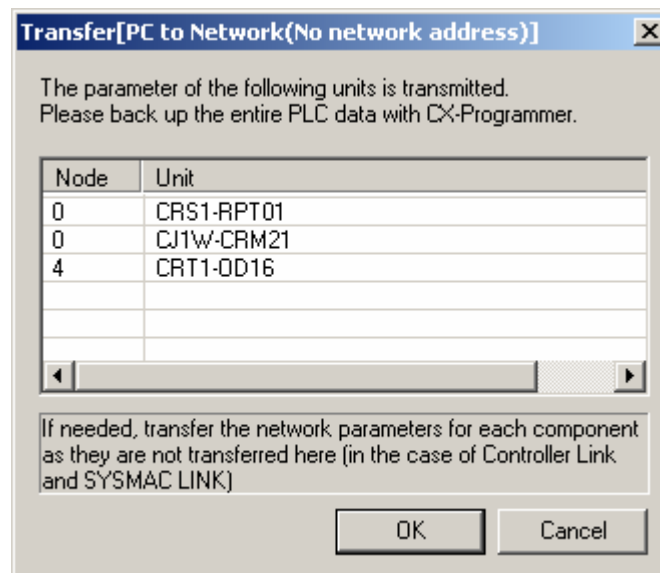 Transfer[PC to Network(No network address)]
The parameter of the following units is transmitted.
Please back up the entire PLC data with CX-Programmer.
Node Unit
0 CRS1-RPT01
0 CJ1W-CRM21
4 CRT1-OD16
If needed, transfer the network parameters for each component
as they are not transferred here (in the case of Controller Link
and SYSMAC LINK)
OK Cancel